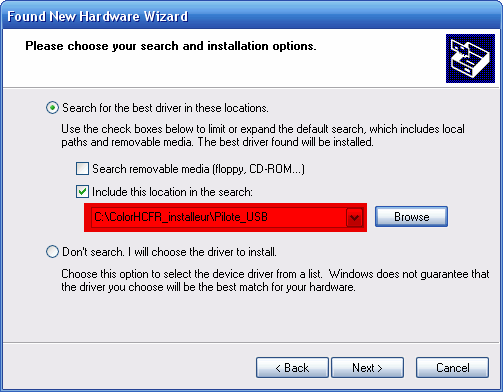 Found New Hardware Wizard
Please choose your search and installation options.
Search for the best driver in these locations.
Use the check boxes below to limit or expand the default search, which includes local
paths and removable media. The best driver found will be installed.
Search removable media (floppy, CD-ROM...)
Include this location in the search:
C:\ColorHCFR_installeur\Pilote_USB
Browse
Don't search. I will choose the driver to install.
Choose this option to select the device driver from a list. Windows does not guarantee that
the driver you choose will be the best match for your hardware.
< Back
Next >
Cancel